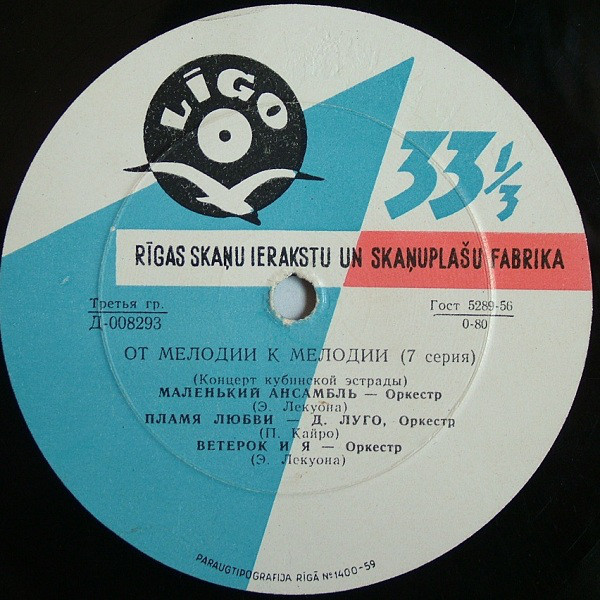 LĪGO
33 1/3
RĪGAS SKAŅU IERAKSTU UN SKAŅUPLAŠU FABRIKA
Третья гр.
Д-008293
Гост 5289-56
0-80
ОТ МЕЛОДИИ К МЕЛОДИИ (7 серия)
(Концерт кубинской эстрады)
МАЛЕНЬКИЙ АНСАМБЛЬ — Оркестр
(Э. Лекуона)
ПЛАМЯ ЛЮБВИ — Д. ЛУГО, Оркестр
(П. Кайро)
ВЕТЕРОК И Я — Оркестр
(Э. Лекуона)
PARAUGTIPOGRAFIJA RĪGĀ Nº1400-59